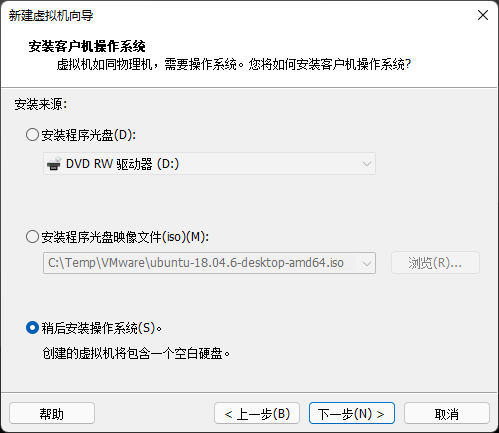 新建虚拟机向导
安装客户机操作系统
虚拟机如同物理机，需要操作系统。您将如何安装客户机操作系统?
安装来源:
安装程序光盘(D):
DVD RW 驱动器 (D:)
安装程序光盘映像文件(iso)(M):
C:\Temp\VMware\ubuntu-18.04.6-desktop-amd64.iso
浏览(R)...
稍后安装操作系统(S)。
创建的虚拟机将包含一个空白硬盘。
帮助
< 上一步(B)
下一步(N) >
取消